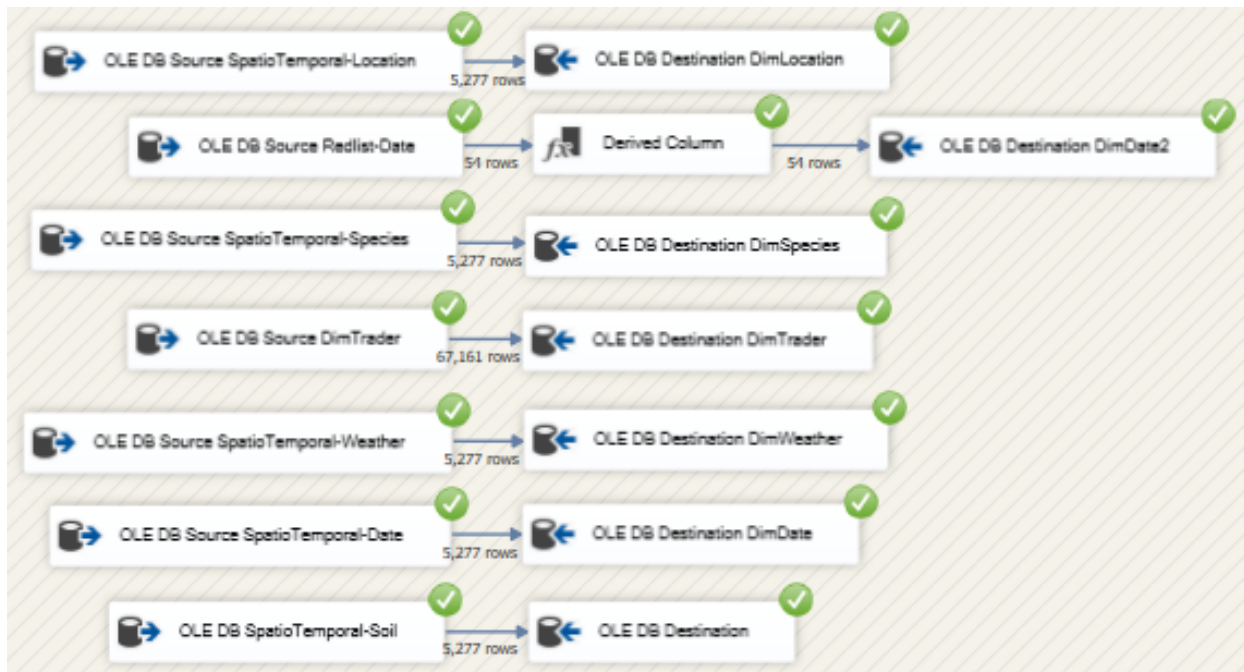 OLE DB Source SpatioTemporal-Location
5,277 rows
OLE DB Destination DimLocation
OLE DB Source Redlist-Date
54 rows
fx
Derived Column
54 rows
OLE DB Destination DimDate2
OLE DB Source SpatioTemporal-Species
5,277 rows
OLE DB Destination DimSpecies
OLE DB Source DimTrader
67,161 rows
OLE DB Destination DimTrader
OLE DB Source SpatioTemporal-Weather
5,277 rows
OLE DB Destination DimWeather
OLE DB Source SpatioTemporal-Date
5,277 rows
OLE DB Destination DimDate
OLE DB SpatioTemporal-Soil
5,277 rows
OLE DB Destination